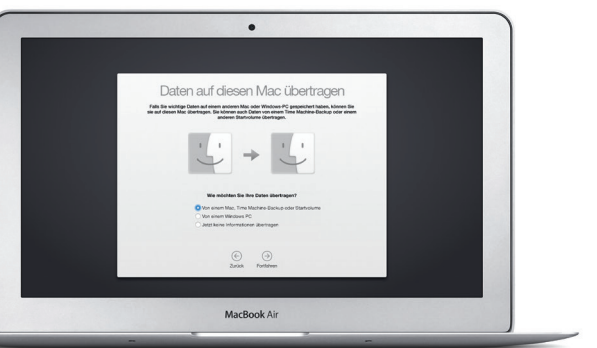 Daten auf diesen Mac übertragen
Falls Sie wichtige Daten auf einem anderen Mac oder Windows-PC gespeichert haben, können Sie
sie auf diesen Mac übertragen. Sie können auch Daten von einem Time Machine-Backup oder einem
anderen Startvolume übertragen.
Wie möchten Sie Ihre Daten übertragen?
Von einem Mac, Time Machine-Backup oder Startvolume
Von einem Windows PC
Jetzt keine Informationen übertragen
Zurück Fortfahren
MacBook Air